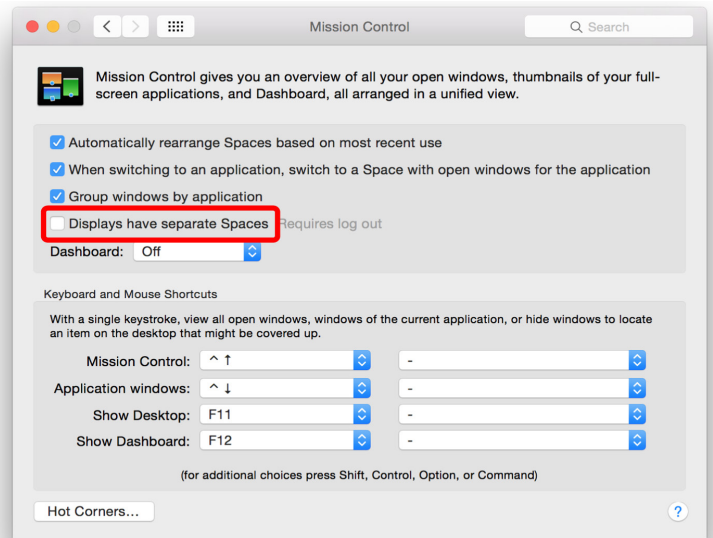 Mission Control
Search
Mission Control gives you an overview of all your open windows, thumbnails of your full-
screen applications, and Dashboard, all arranged in a unified view.
Automatically rearrange Spaces based on most recent use
When switching to an application, switch to a Space with open windows for the application
Group windows by application
Displays have separate Spaces Requires log out
Dashboard: Off
Keyboard and Mouse Shortcuts
With a single keystroke, view all open windows, windows of the current application, or hide windows to locate
an item on the desktop that might be covered up.
Mission Control: ^ ↑ -
Application windows: ^ ↓ -
Show Desktop: F11 -
Show Dashboard: F12 -
(for additional choices press Shift, Control, Option, or Command)
Hot Corners... ?